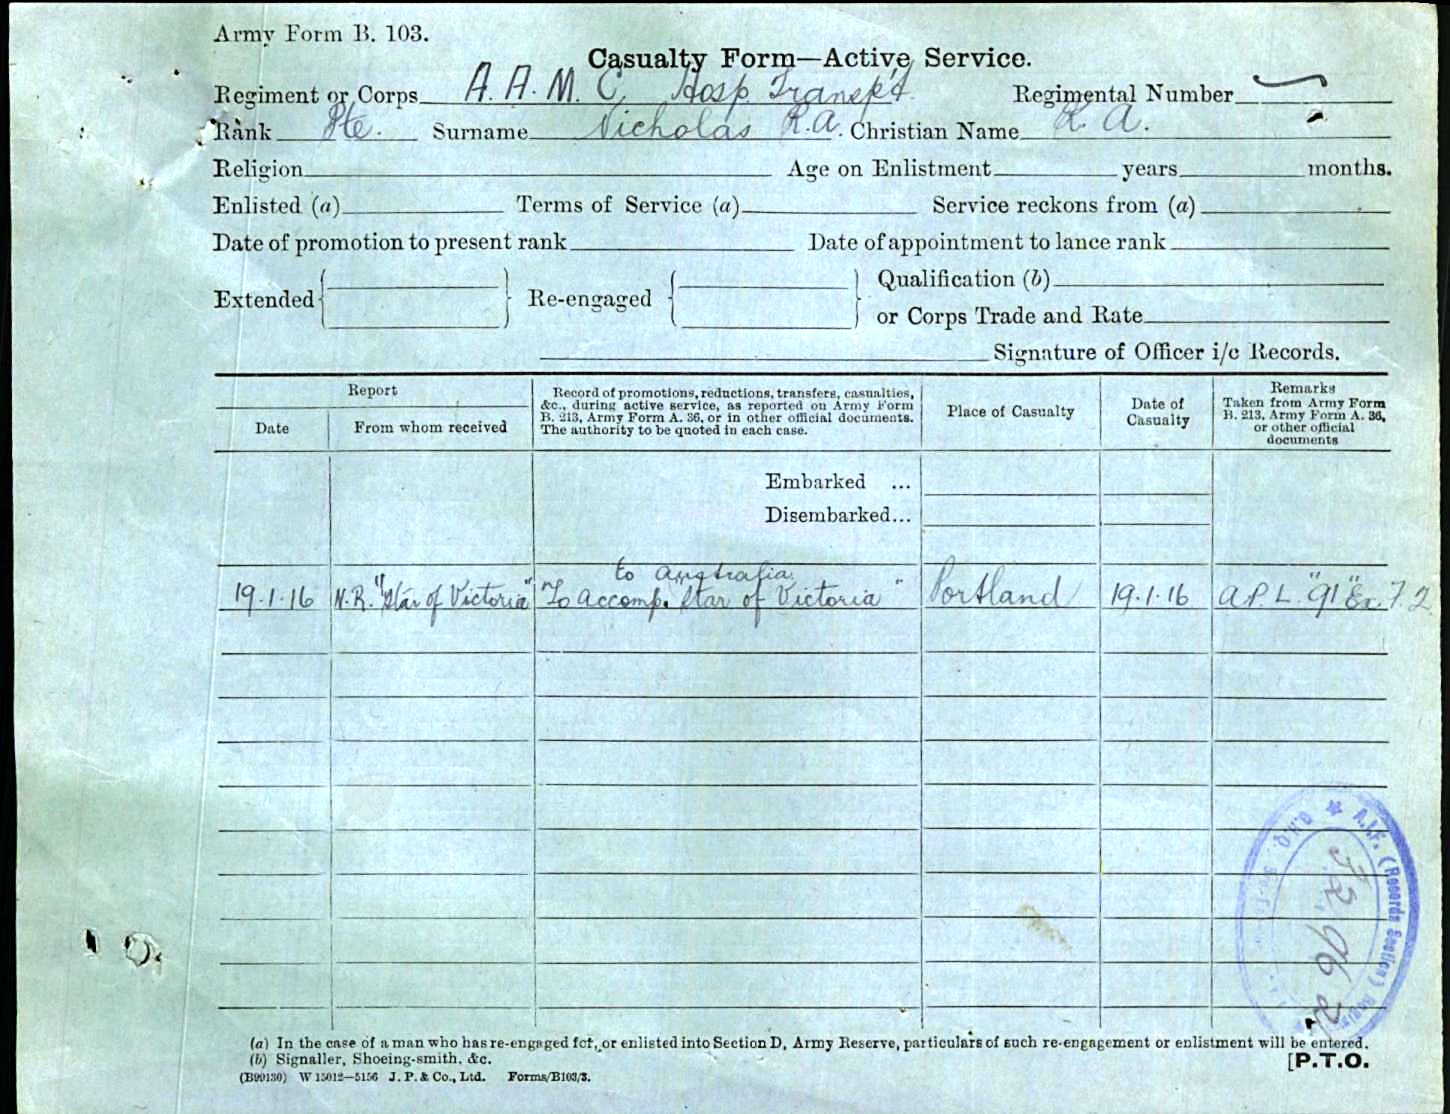 Army Form B. 103.
Casualty Form—Active Service.
Regiment or Corps A. A. M. C. Hosp. Transp't Regimental Number
Rank Pte. Surname Nicholas R.A. Christian Name R. A.
Religion Age on Enlistment years months.
Enlisted (a) Terms of Service (a) Service reckons from (a)
Date of promotion to present rank Date of appointment to lance rank
Extended Re-engaged Qualification (b)
or Corps Trade and Rate
Signature of Officer i/c Records.
Report
Date
From whom received
Record of promotions, reductions, transfers, casualties,
&c., during active service, as reported on Army Form
B. 213, Army Form A. 36, or in other official documents.
The authority to be quoted in each case.
Place of Casualty
Date of
Casualty
Remarks
Taken from Army Form
B. 213, Army Form A. 36,
or other official
documents
Embarked ...
Disembarked...
to Australia
19.1.16 N.R. "Star of Victoria" "To accomp. "Star of Victoria" Portland 19.1.16 A.P.L. "91" Ex. 7.2
A.I.F. (Records Section)
(a) In the case of a man who has re-engaged for, or enlisted into Section D, Army Reserve, particulars of such re-engagement or enlistment will be entered.
(b) Signaller, Shoeing-smith, &c.
(B99130) W 15012—5156 J. P. & Co., Ltd. Forms/B103/3.
[P.T.O.